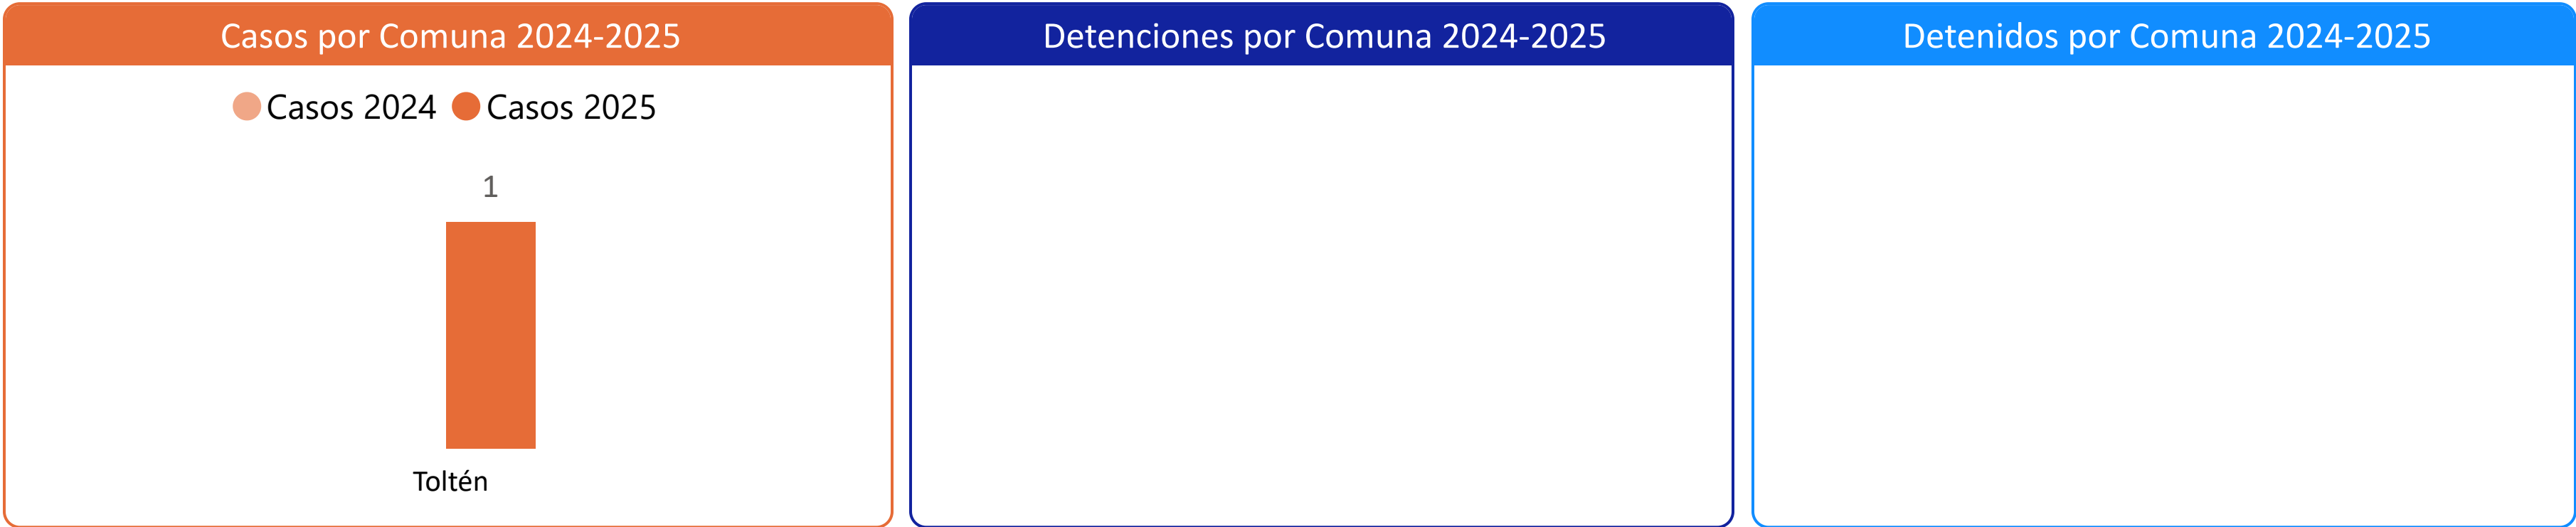 Casos por Comuna 2024-2025
Casos 2024 Casos 2025
1
Toltén
Detenciones por Comuna 2024-2025
Detenidos por Comuna 2024-2025